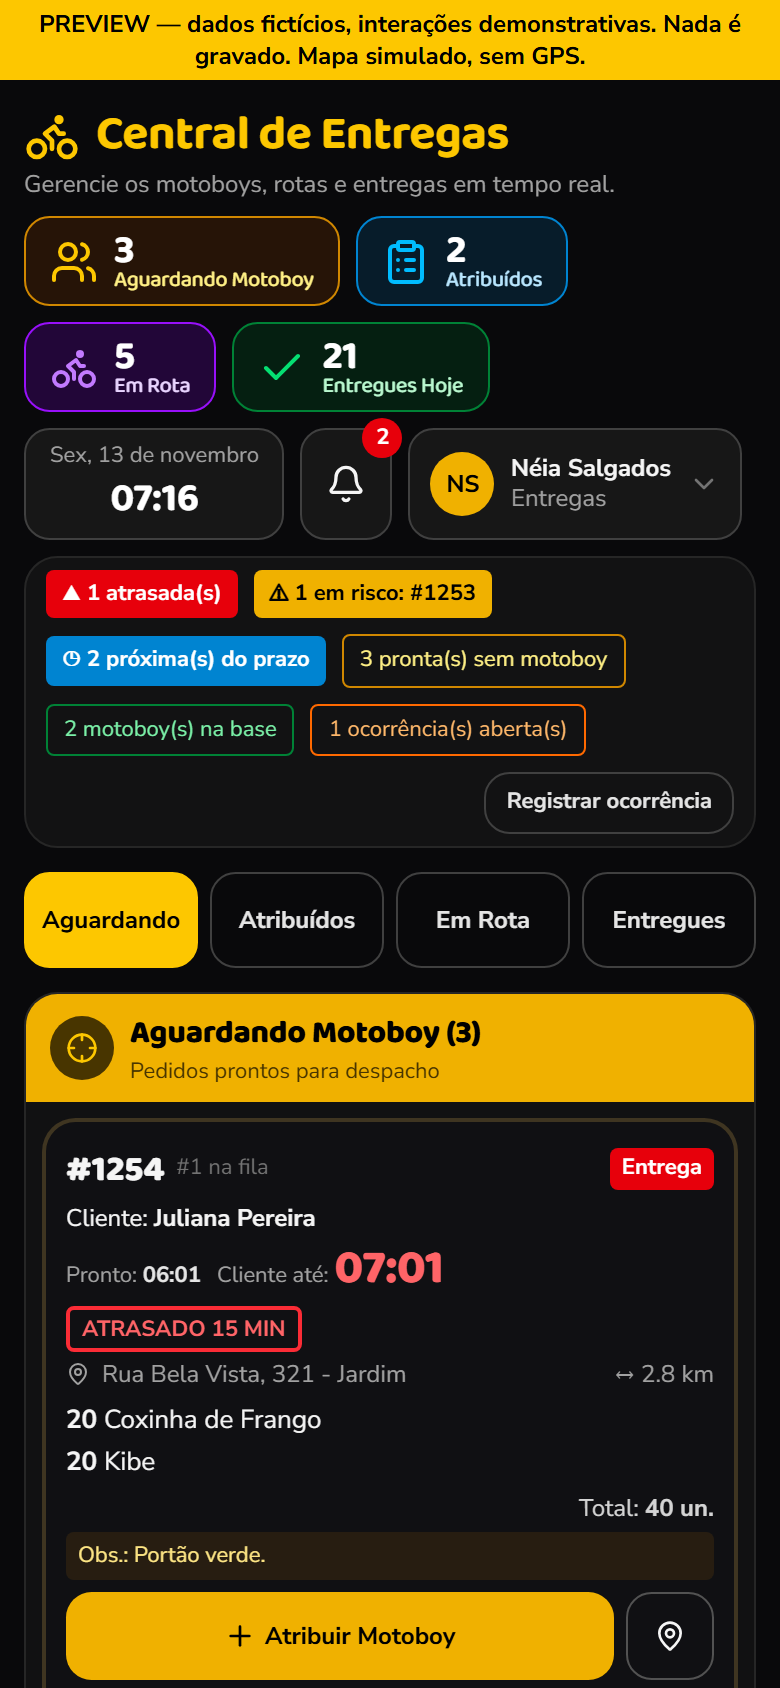 PREVIEW — dados fictícios, interações demonstrativas. Nada é
gravado. Mapa simulado, sem GPS.
Central de Entregas
Gerencie os motoboys, rotas e entregas em tempo real.
3
Aguardando Motoboy
2
Atribuídos
5
Em Rota
21
Entregues Hoje
Sex, 13 de novembro
07:16
2
NS
Néia Salgados
Entregas
▲ 1 atrasada(s)
⚠ 1 em risco: #1253
◷ 2 próxima(s) do prazo
3 pronta(s) sem motoboy
2 motoboy(s) na base
1 ocorrência(s) aberta(s)
Registrar ocorrência
Aguardando
Atribuídos
Em Rota
Entregues
Aguardando Motoboy (3)
Pedidos prontos para despacho
#1254 #1 na fila
Entrega
Cliente: Juliana Pereira
Pronto: 06:01 Cliente até: 07:01
ATRASADO 15 MIN
Rua Bela Vista, 321 - Jardim
↔ 2.8 km
20 Coxinha de Frango
20 Kibe
Total: 40 un.
Obs.: Portão verde.
+ Atribuir Motoboy